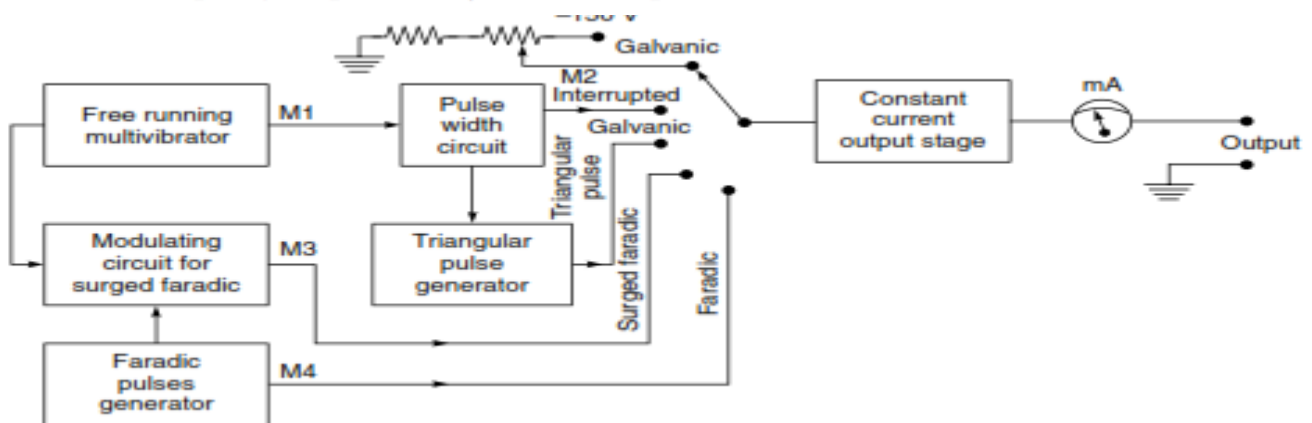 Galvanic
M2
Interrupted
Galvanic
Triangular
pulse
Surged faradic
Faradic
Free running
multivibrator
M1
Pulse
width
circuit
Constant
current
output stage
mA
Output
Modulating
circuit for
surged faradic
M3
Triangular
pulse
generator
Faradic
pulses
generator
M4